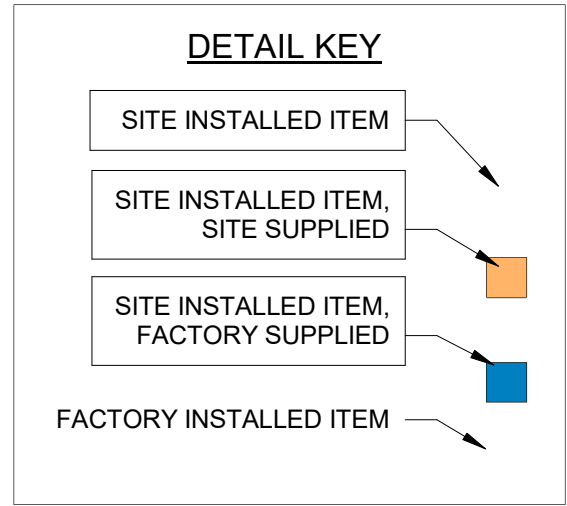 DETAIL KEY
SITE INSTALLED ITEM
SITE INSTALLED ITEM,
SITE SUPPLIED
SITE INSTALLED ITEM,
FACTORY SUPPLIED
FACTORY INSTALLED ITEM